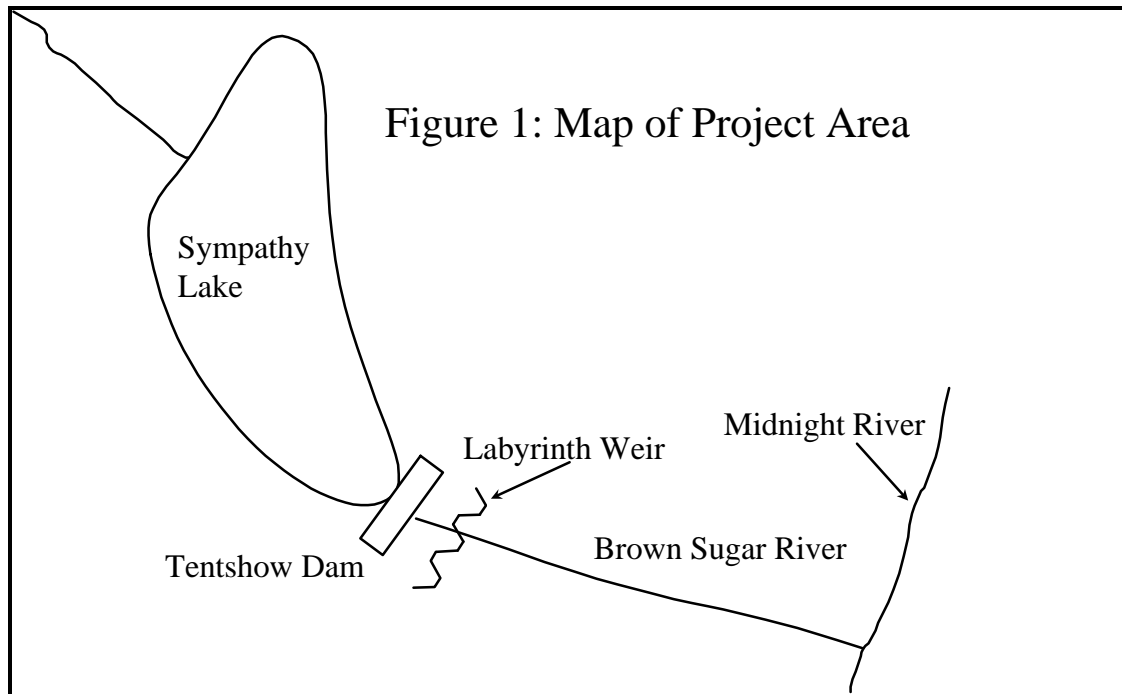 Figure 1: Map of Project Area
Sympathy
Lake
Midnight River
Labyrinth Weir
Brown Sugar River
Tentshow Dam